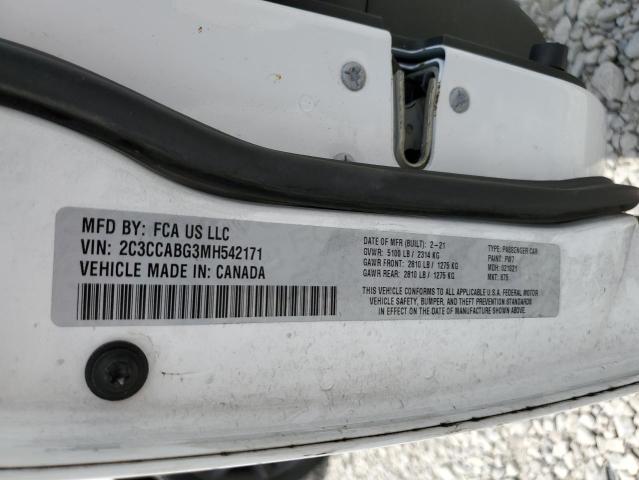 MFD BY: FCA US LLC
VIN: 2C3CCABG3MH542171
VEHICLE MADE IN: CANADA
DATE OF MFR (BUILT): 2-21
GVWR: 5100 LB / 2314 KG
GAWR FRONT: 2810 LB / 1275 KG
GAWR REAR: 2810 LB / 1275 KG
TYPE: PASSENGER CAR
PAINT: PW7
MDH: 021921
THIS VEHICLE CONFORMS TO ALL APPLICABLE U.S.A. FEDERAL MOTOR
VEHICLE SAFETY, BUMPER, AND THEFT PREVENTION STANDARDS
IN EFFECT ON THE DATE OF MANUFACTURE SHOWN ABOVE.